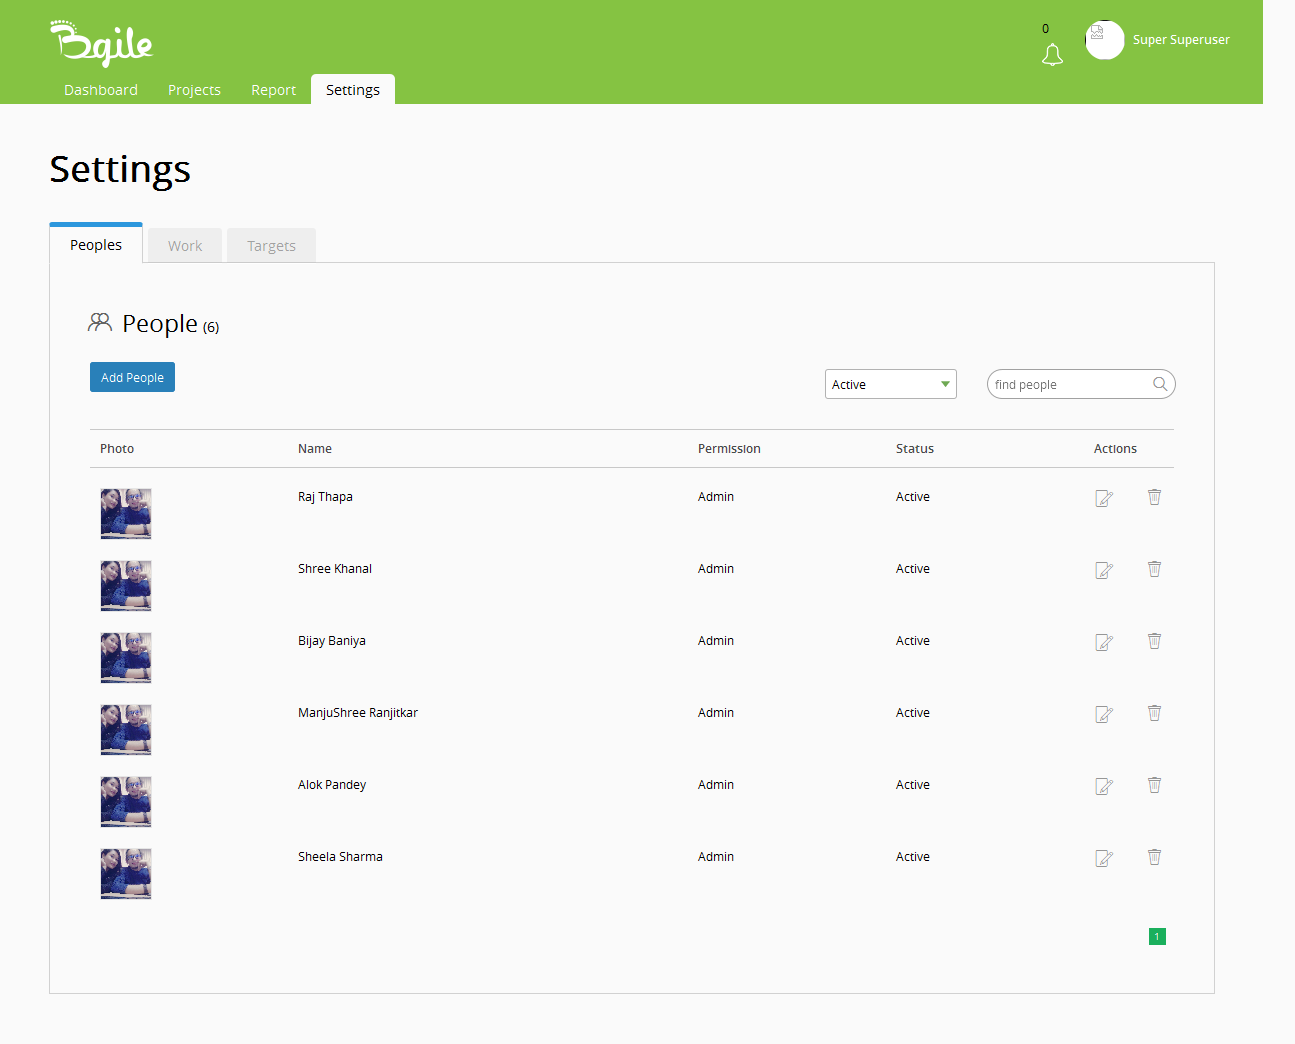 Bgile
0
Super Superuser
Dashboard Projects Report Settings
Settings
Peoples Work Targets
People (6)
Add People
Active
find people
Photo Name Permission Status Actions
Raj Thapa Admin Active
Shree Khanal Admin Active
Bijay Baniya Admin Active
ManjuShree Ranjitkar Admin Active
Alok Pandey Admin Active
Sheela Sharma Admin Active
1